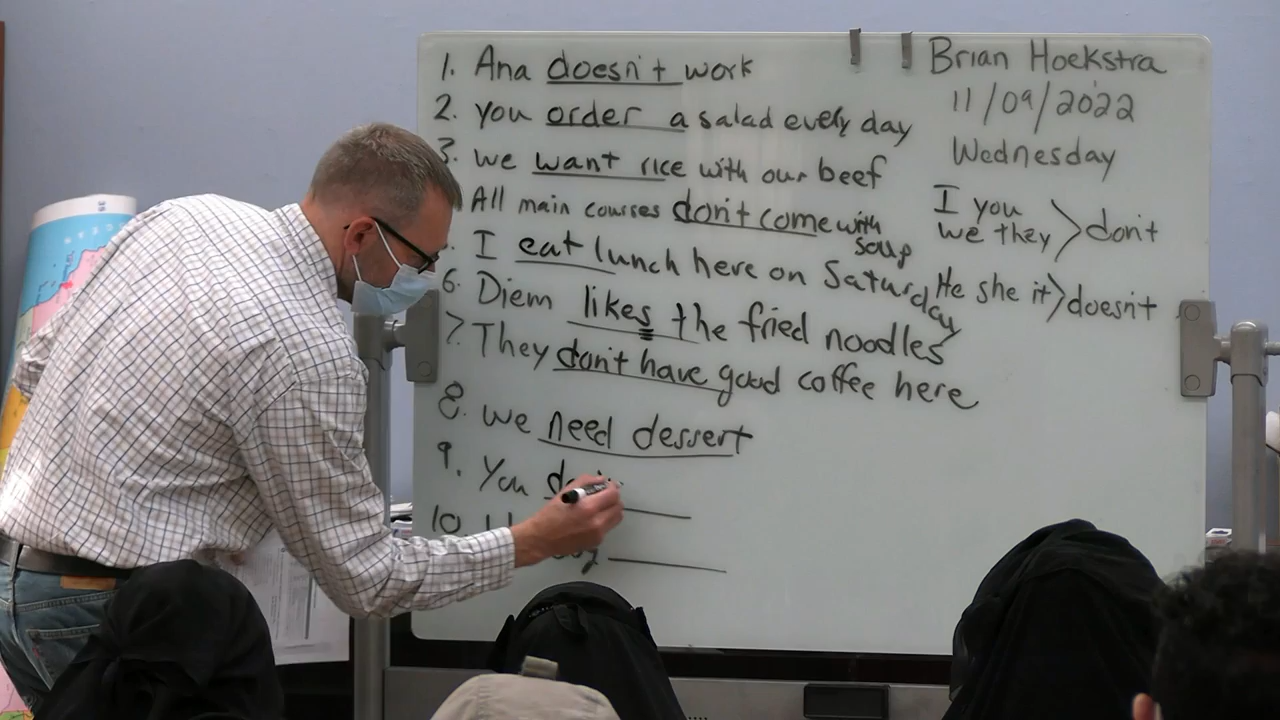 1. Ana doesn't work
2. you order a salad every day
3. we want rice with our beef
All main courses don't come with soup
I eat lunch here on Saturday
6. Diem likes the fried noodles
7. They don't have good coffee here
8. we need dessert
9. You
10
Brian Hoekstra
11/09/2022
Wednesday
I you
we they > don't
He she it > doesn't